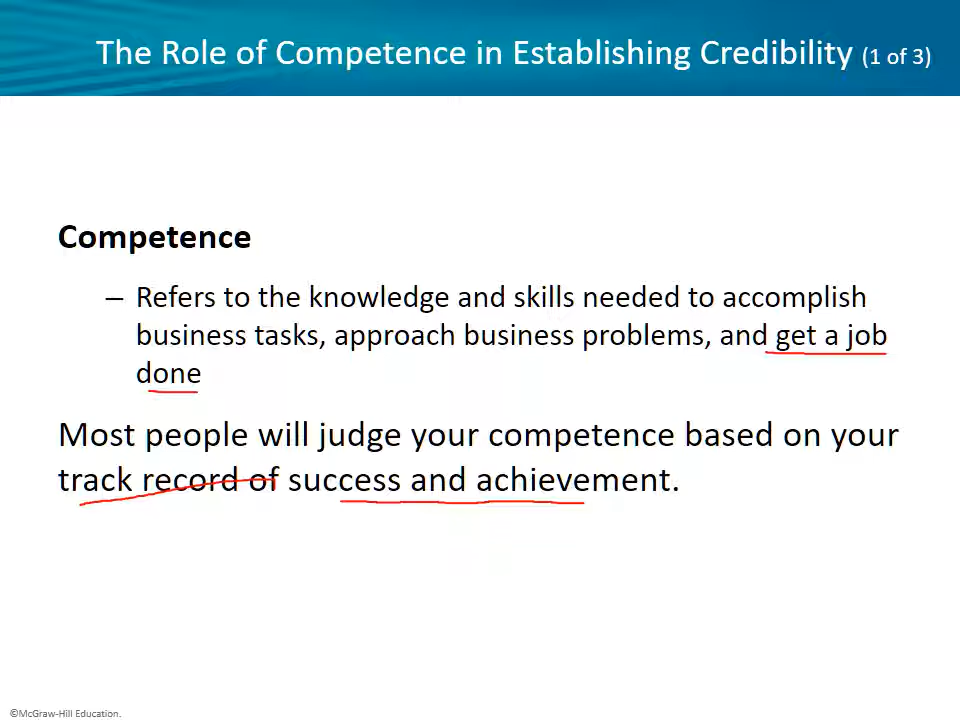 The Role of Competence in Establishing Credibility (1 of 3)
Competence
– Refers to the knowledge and skills needed to accomplish
business tasks, approach business problems, and get a job
done
Most people will judge your competence based on your
track record of success and achievement.
©McGraw-Hill Education.